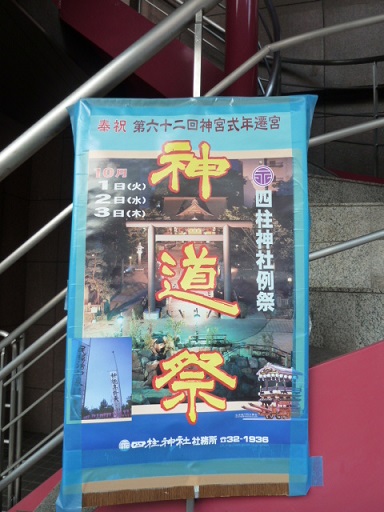 奉祝 第六十二回神宮式年遷宮
10月
1日(火)
2日(水)
3日(木)
神道祭
四柱神社例祭
四柱神社 社務所 ☎32-1936